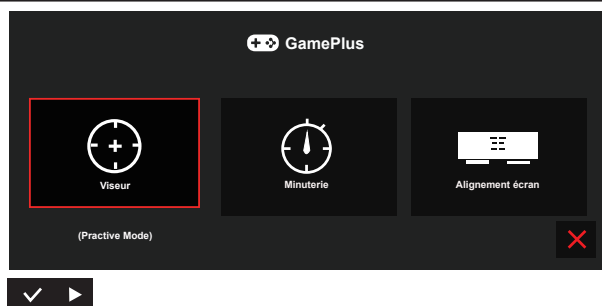 GamePlus
Viseur
Minuterie
Alignement écran
(Practive Mode)